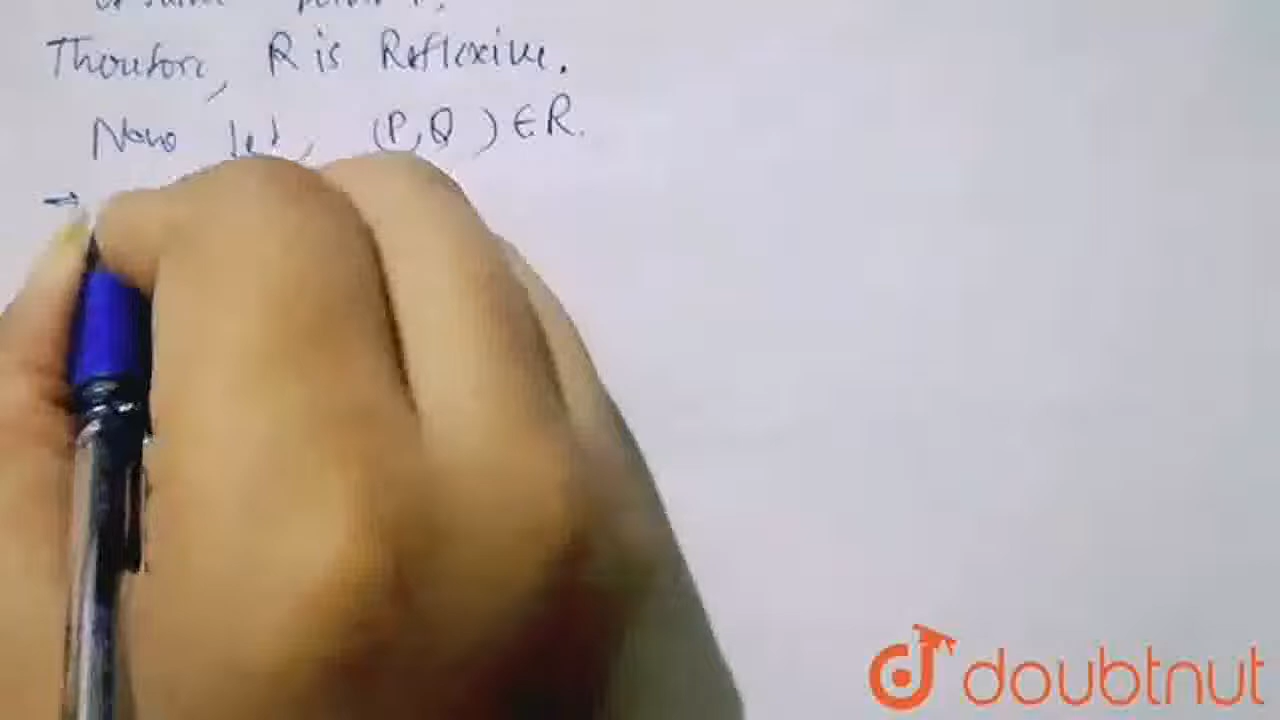 Therefore, R is Reflexive.
Now let, (P,Q) ∈ R.
⇒
doubtnut